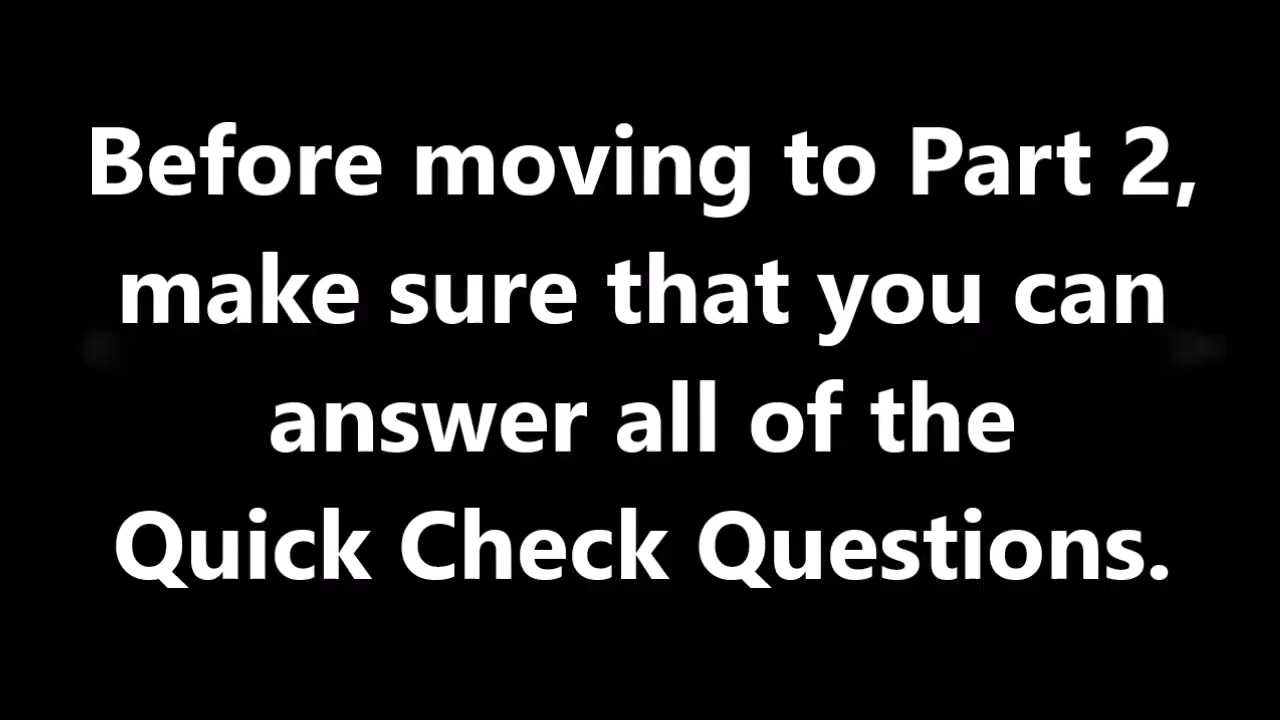 Before moving to Part 2,
make sure that you can
answer all of the
Quick Check Questions.